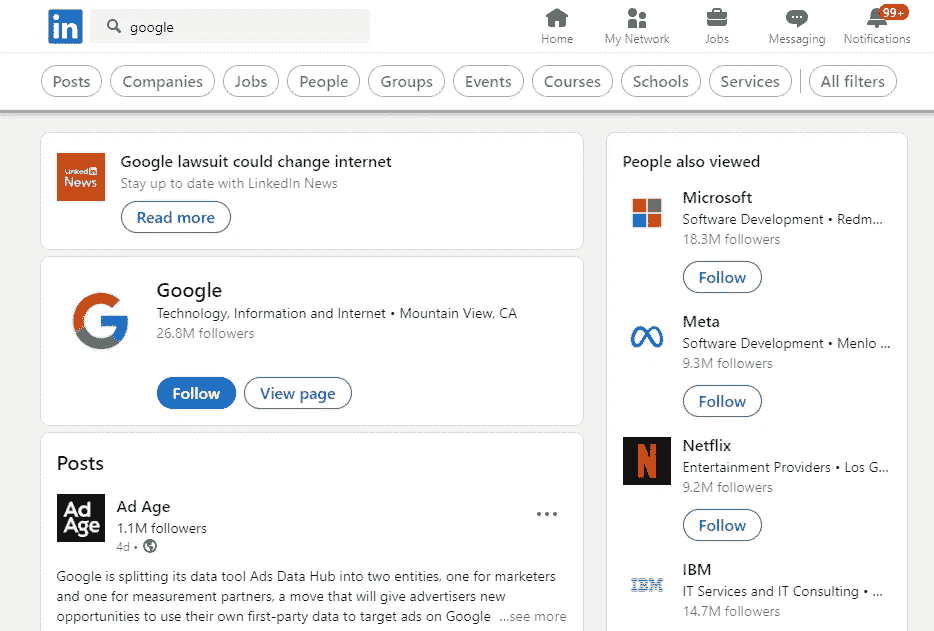 in
google
Home
My Network
Jobs
Messaging
99+
Notifications
Posts
Companies
Jobs
People
Groups
Events
Courses
Schools
Services
All filters
Linked in
News
Google lawsuit could change internet
Stay up to date with LinkedIn News
Read more
Google
Technology, Information and Internet • Mountain View, CA
26.8M followers
Follow
View page
Posts
Ad
Age
Ad Age
1.1M followers
4d •
Google is splitting its data tool Ads Data Hub into two entities, one for marketers
and one for measurement partners, a move that will give advertisers new
opportunities to use their own first-party data to target ads on Google ...see more
People also viewed
Microsoft
Software Development • Redm...
18.3M followers
Follow
Meta
Software Development • Menlo ...
9.3M followers
Follow
N
Netflix
Entertainment Providers • Los G...
9.2M followers
Follow
IBM
IBM
IT Services and IT Consulting • ...
14.7M followers